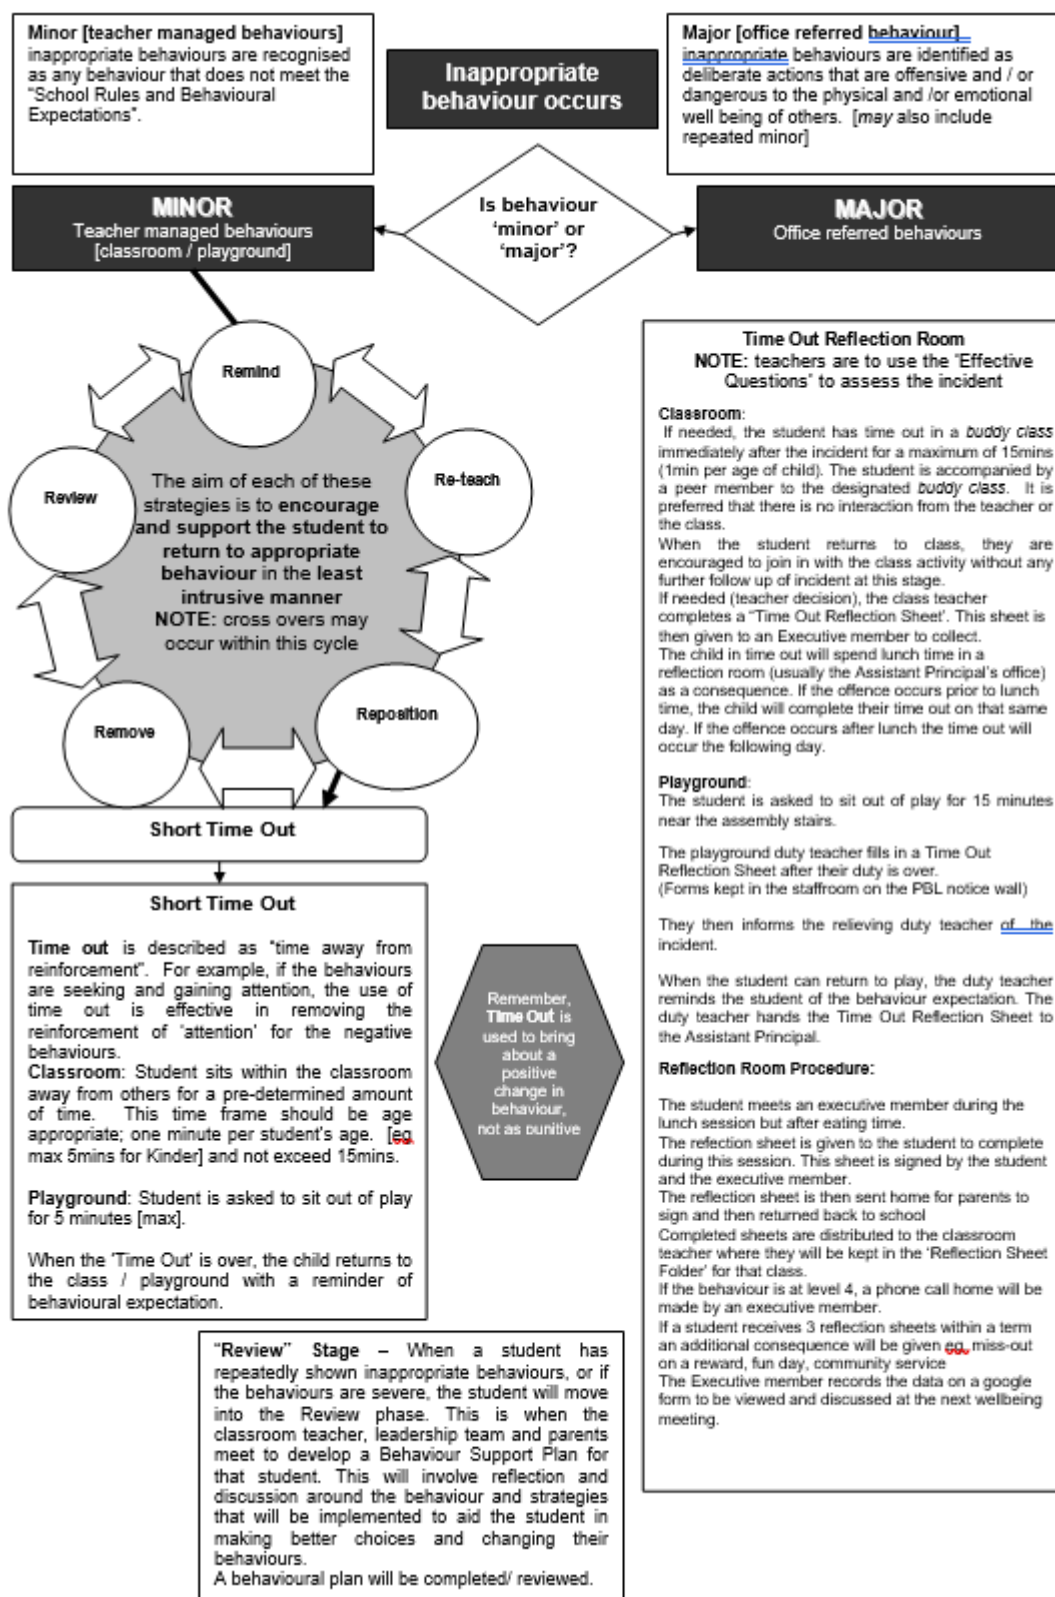 Minor [teacher managed behaviours]
inappropriate behaviours are recognised
as any behaviour that does not meet the
"School Rules and Behavioural
Expectations".
Inappropriate
behaviour occurs
Major [office referred behaviour]
inappropriate behaviours are identified as
deliberate actions that are offensive and / or
dangerous to the physical and /or emotional
well being of others. [may also include
repeated minor]
MINOR
Teacher managed behaviours
[classroom / playground]
Is behaviour
'minor' or
'major'?
MAJOR
Office referred behaviours
Remind
Re-teach
Reposition
Remove
Review
The aim of each of these
strategies is to encourage
and support the student to
return to appropriate
behaviour in the least
intrusive manner
NOTE: cross overs may
occur within this cycle
Short Time Out
Short Time Out
Time out is described as "time away from
reinforcement". For example, if the behaviours
are seeking and gaining attention, the use of
time out is effective in removing the
reinforcement of 'attention' for the negative
behaviours.
Classroom: Student sits within the classroom
away from others for a pre-determined amount
of time. This time frame should be age
appropriate; one minute per student's age. [eg
max 5mins for Kinder] and not exceed 15mins.
Playground: Student is asked to sit out of play
for 5 minutes [max].
When the 'Time Out' is over, the child returns to
the class / playground with a reminder of
behavioural expectation.
Remember,
Time Out is
used to bring
about a
positive
change in
behaviour,
not as punitive
Time Out Reflection Room
NOTE: teachers are to use the "Effective
Questions" to assess the incident
Classroom:
If needed, the student has time out in a buddy class
immediately after the incident for a maximum of 15mins
(1min per age of child). The student is accompanied by
a peer member to the designated buddy class. It is
preferred that there is no interaction from the teacher or
the class.
When the student returns to class, they are
encouraged to join in with the class activity without any
further follow up of incident at this stage.
If needed (teacher decision), the class teacher
completes a "Time Out Reflection Sheet'. This sheet is
then given to an Executive member to collect.
The child in time out will spend lunch time in a
reflection room (usually the Assistant Principal's office)
as a consequence. If the offence occurs prior to lunch
time, the child will complete their time out on that same
day. If the offence occurs after lunch the time out will
occur the following day.
Playground:
The student is asked to sit out of play for 15 minutes
near the assembly stairs.
The playground duty teacher fills in a Time Out
Reflection Sheet after their duty is over.
(Forms kept in the staffroom on the PBL notice wall)
They then informs the relieving duty teacher of the
incident.
When the student can return to play, the duty teacher
reminds the student of the behaviour expectation. The
duty teacher hands the Time Out Reflection Sheet to
the Assistant Principal.
Reflection Room Procedure:
The student meets an executive member during the
lunch session but after eating time.
The refection sheet is given to the student to complete
during this session. This sheet is signed by the student
and the executive member.
The reflection sheet is then sent home for parents to
sign and then returned back to school
Completed sheets are distributed to the classroom
teacher where they will be kept in the 'Reflection Sheet
Folder' for that class.
If the behaviour is at level 4, a phone call home will be
made by an executive member.
If a student receives 3 reflection sheets within a term
an additional consequence will be given eg. miss-out
on a reward, fun day, community service
The Executive member records the data on a google
form to be viewed and discussed at the next wellbeing
meeting.
"Review" Stage – When a student has
repeatedly shown inappropriate behaviours, or if
the behaviours are severe, the student will move
into the Review phase. This is when the
classroom teacher, leadership team and parents
meet to develop a Behaviour Support Plan for
that student. This will involve reflection and
discussion around the behaviour and strategies
that will be implemented to aid the student in
making better choices and changing their
behaviours.
A behavioural plan will be completed/ reviewed.